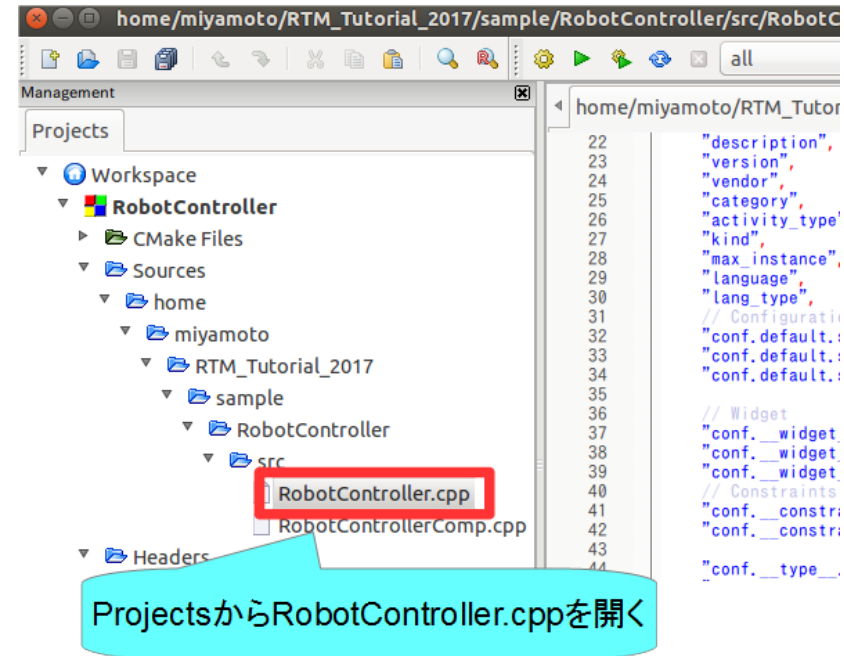 home/miyamoto/RTM_Tutorial_2017/sample/RobotController/src/RobotC
all
Management
Projects
Workspace
RobotController
CMake Files
Sources
home
miyamoto
RTM_Tutorial_2017
sample
RobotController
src
RobotController.cpp
RobotControllerComp.cpp
Headers
home/miyamoto/RTM_Tutor
22 "description",
23 "version",
24 "vendor",
25 "category",
26 "activity_type"
27 "kind",
28 "max_instance",
29 "language",
30 "lang_type",
31 // Configuratio
32 "conf.default.s
33 "conf.default.s
34 "conf.default.s
35
36 // Widget
37 "conf.__widget_
38 "conf.__widget_
39 "conf.__widget_
40 // Constraints
41 "conf.__constra
42 "conf.__constra
43
44 "conf.__type__.
ProjectsからRobotController.cppを開く